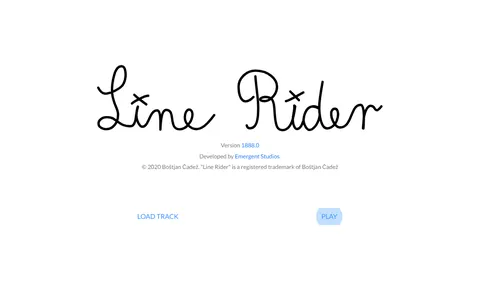 Line Rider
Version 1888.0
Developed by Emergent Studios
© 2020 Boštjan Čadež. "Line Rider" is a registered trademark of Boštjan Čadež
LOAD TRACK
PLAY